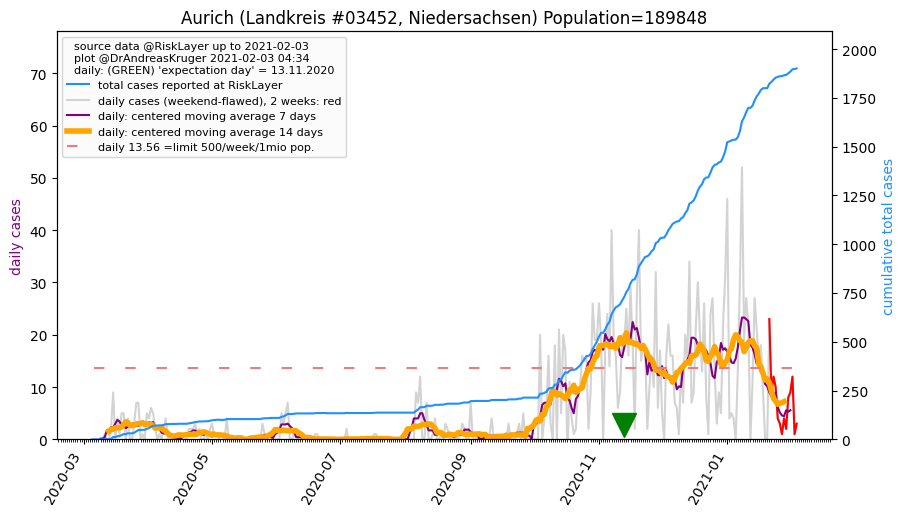 Aurich (Landkreis #03452, Niedersachsen) Population=189848
source data @RiskLayer up to 2021-02-03
plot @DrAndreasKruger 2021-02-03 04:34
daily: (GREEN) 'expectation day' = 13.11.2020
total cases reported at RiskLayer
daily cases (weekend-flawed), 2 weeks: red
daily: centered moving average 7 days
daily: centered moving average 14 days
daily 13.56 =limit 500/week/1mio pop.
daily cases
70
60
50
40
30
20
10
0
2000
1750
1500
1250
1000
750
500
250
0
cumulative total cases
2020-03
2020-05
2020-07
2020-09
2020-11
2021-01